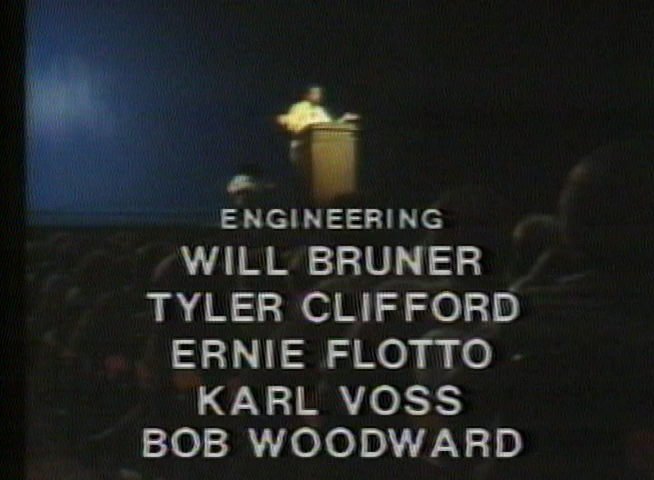 ENGINEERING
WILL BRUNER
TYLER CLIFFORD
ERNIE FLOTTO
KARL VOSS
BOB WOODWARD